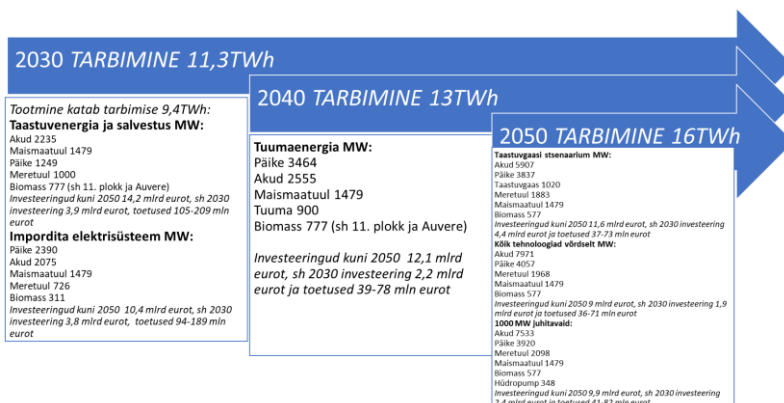 2030 TARBIMINE 11,3TWh
Tootmine katab tarbimise 9,4TWh:
Taastuvenergia ja salvestus MW:
Akud 2235
Maismaatuul 1479
Päike 1249
Meretuul 1000
Biomass 777 (sh 11. plokk ja Auvere)
Investeeringud kuni 2050 14,2 mlrd eurot, sh 2030
investeering 3,9 mlrd eurot, toetused 105-209 mln
eurot
Impordita elektrisüsteem MW:
Päike 2390
Akud 2075
Maismaatuul 1479
Meretuul 726
Biomass 311
Investeeringud kuni 2050 10,4 mlrd eurot, sh 2030
investeering 3,8 mlrd eurot, toetused 94-189 mln
eurot
2040 TARBIMINE 13TWh
Tuumaenergia MW:
Päike 3464
Akud 2555
Maismaatuul 1479
Tuuma 900
Biomass 777 (sh 11. plokk ja Auvere)
Investeeringud kuni 2050 12,1 mlrd
eurot, sh 2030 investeering 2,2 mlrd
eurot ja toetused 39-78 mln eurot
2050 TARBIMINE 16TWh
Taastuvgaasi stsenaarium MW:
Akud 5907
Päike 3837
Taastuvgaas 1020
Meretuul 1883
Maismaatuul 1479
Biomass 577
Investeeringud kuni 2050 11,6 mlrd eurot, sh 2030 investeering
4,4 mlrd eurot ja toetused 37-73 mln eurot
Kõik tehnoloogiad võrdselt MW:
Akud 7971
Päike 4057
Meretuul 1968
Maismaatuul 1479
Biomass 577
Investeeringud kuni 2050 9 mlrd eurot, sh 2030 investeering 1,9
mlrd eurot ja toetused 36-71 mln eurot
1000 MW juhitavaid:
Akud 7533
Päike 3920
Meretuul 2098
Maismaatuul 1479
Biomass 577
Hüdropump 348
Investeeringud kuni 2050 9,9 mlrd eurot, sh 2030 investeering
2,4 mlrd eurot ja toetused 41-82 mln eurot